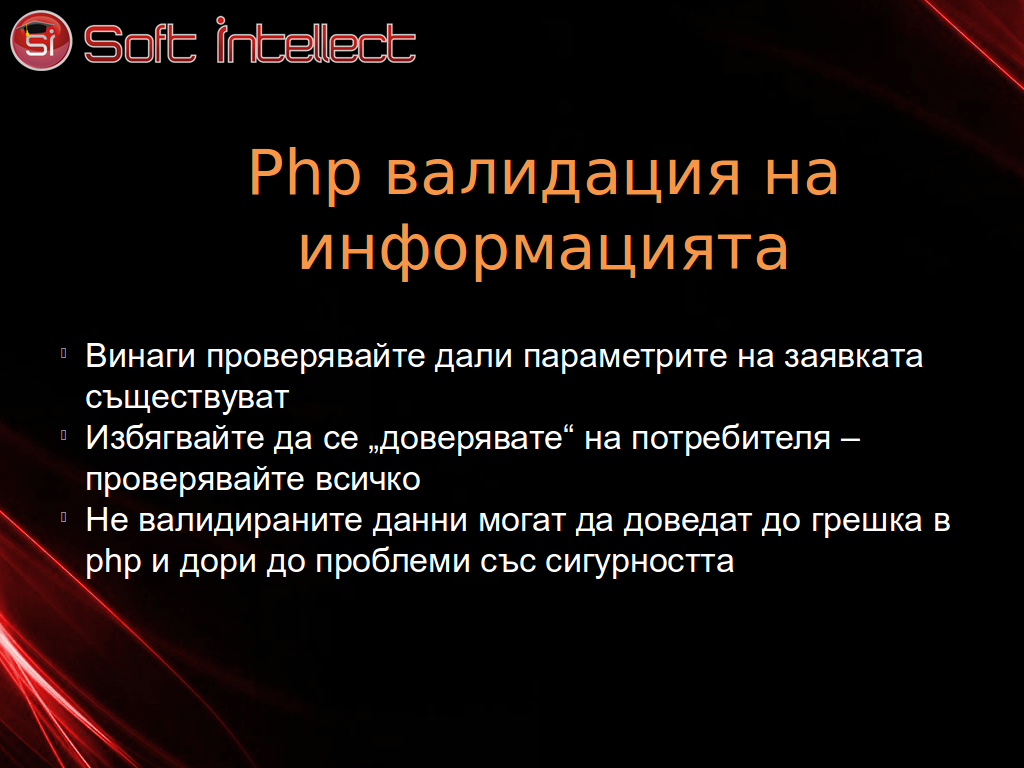 Si Soft Intellect
Php валидация на
информацията
Винаги проверявайте дали параметрите на заявката
съществуват
Избягвайте да се „доверявате“ на потребителя –
проверявайте всичко
Не валидираните данни могат да доведат до грешка в
php и дори до проблеми със сигурността